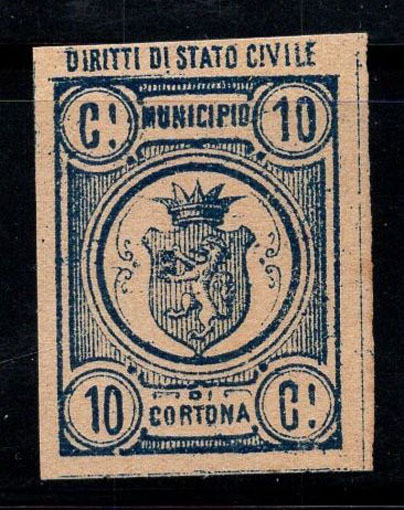 DIRITTI DI STATO CIVILE
C.! MUNICIPIO 10
10 DI CORTONA C.!